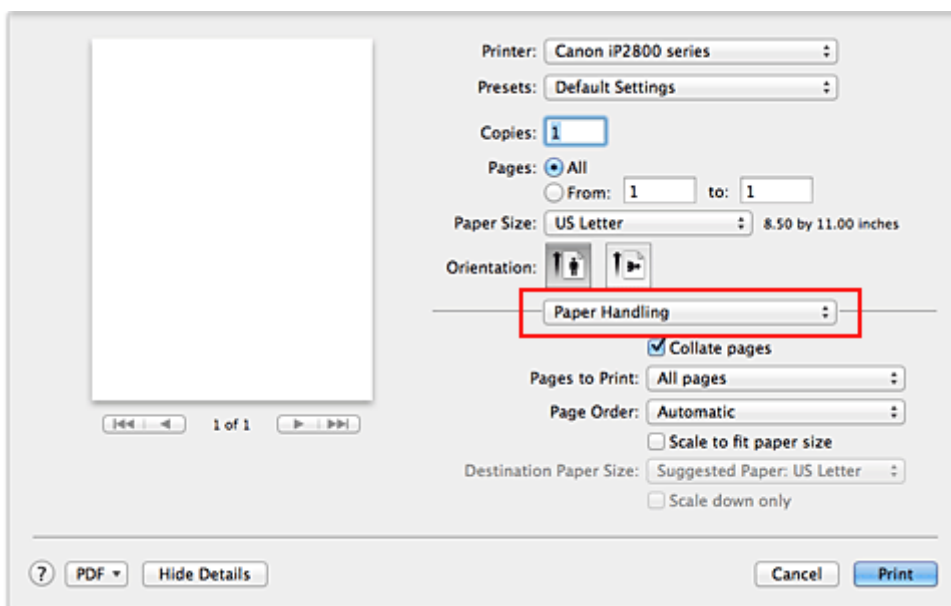 Printer: Canon iP2800 series
Presets: Default Settings
Copies: 1
Pages: All
From: 1 to: 1
Paper Size: US Letter 8.50 by 11.00 inches
Orientation:
Paper Handling
Collate pages
Pages to Print: All pages
Page Order: Automatic
1 of 1
Scale to fit paper size
Destination Paper Size: Suggested Paper: US Letter
Scale down only
? PDF Hide Details Cancel Print